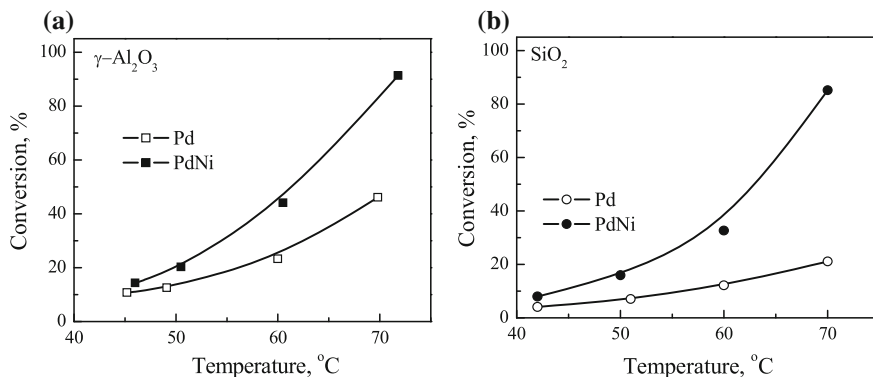 (a)
γ–Al₂O₃
Pd
PdNi
Conversion, %
100
80
60
40
20
0
40
50
60
70
Temperature, °C
(b)
SiO₂
Pd
PdNi
Conversion, %
100
80
60
40
20
0
40
50
60
70
Temperature, °C